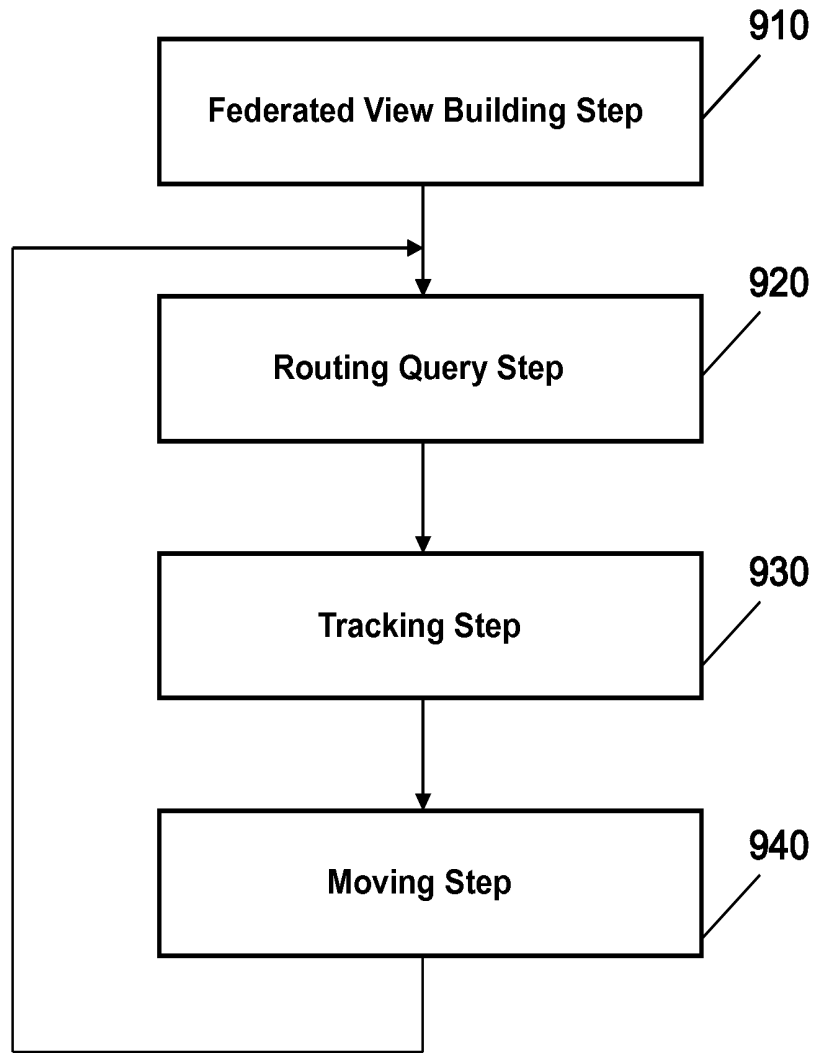 910
Federated View Building Step
920
Routing Query Step
930
Tracking Step
940
Moving Step